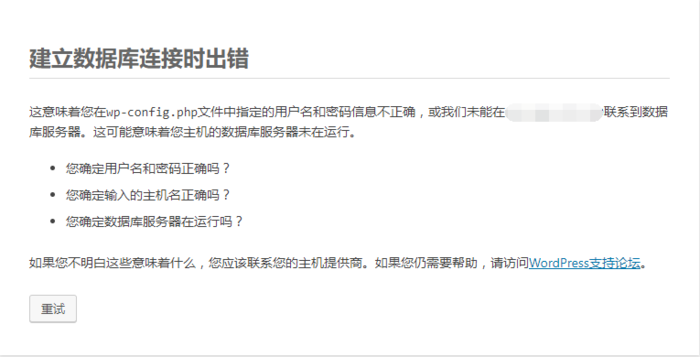 建立数据库连接时出错
这意味着您在wp-config.php文件中指定的用户名和密码信息不正确，或我们未能在联系到数据
库服务器。这可能意味着您主机的数据库服务器未在运行。
您确定用户名和密码正确吗？
您确定输入的主机名正确吗？
您确定数据库服务器在运行吗？
如果您不明白这些意味着什么，您应该联系您的主机提供商。如果您仍需要帮助，请访问WordPress支持论坛。
重试